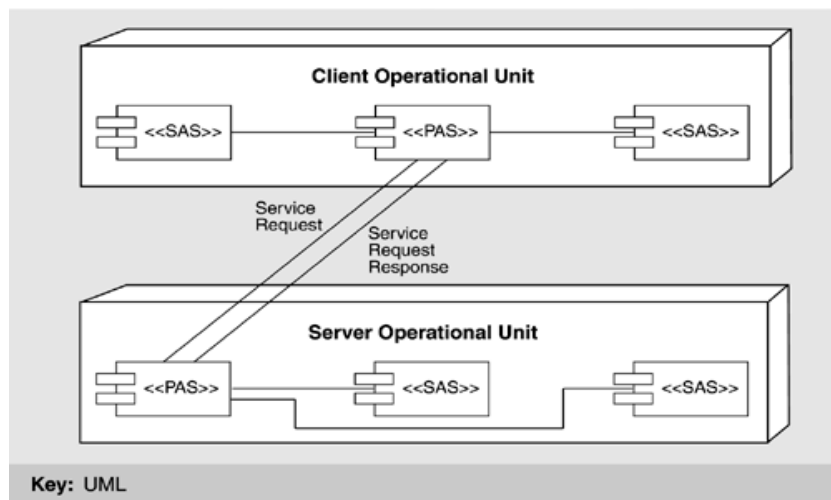 Client Operational Unit
<<SAS>>
<<PAS>>
<<SAS>>
Service
Request
Service
Request
Response
Server Operational Unit
<<PAS>>
<<SAS>>
<<SAS>>
Key: UML